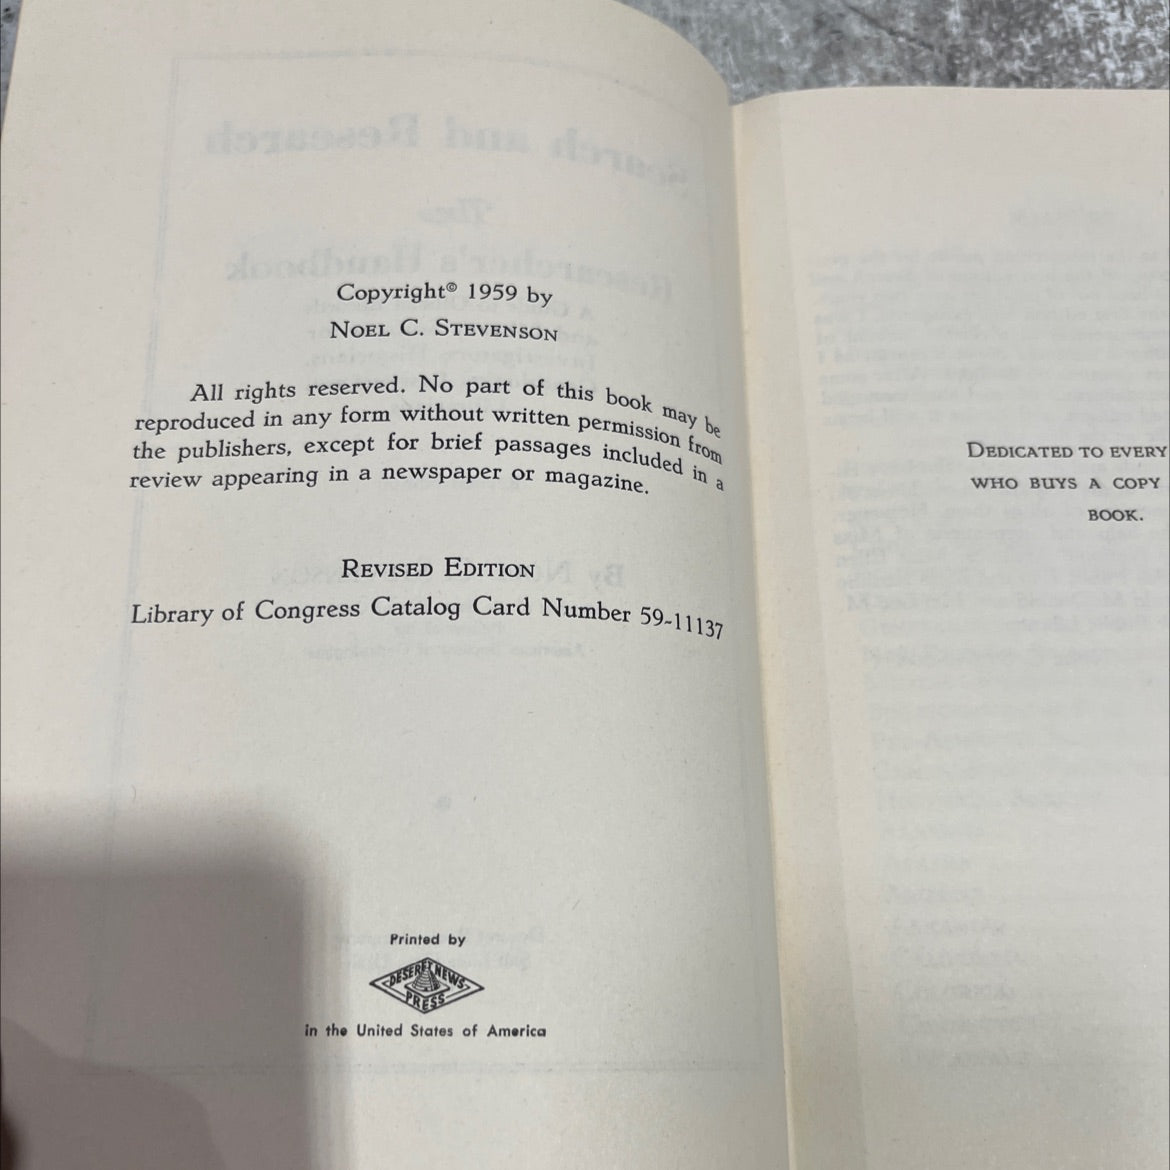 Copyright© 1959 by
NOEL C. STEVENSON
All rights reserved. No part of this book may be
reproduced in any form without written permission from
the publishers, except for brief passages included in a
review appearing in a newspaper or magazine.
REVISED EDITION
Library of Congress Catalog Card Number 59-11137
Printed by
DESERET NEWS
PRESS
in the United States of America
DEDICATED TO EVERY
WHO BUYS A COPY
BOOK.